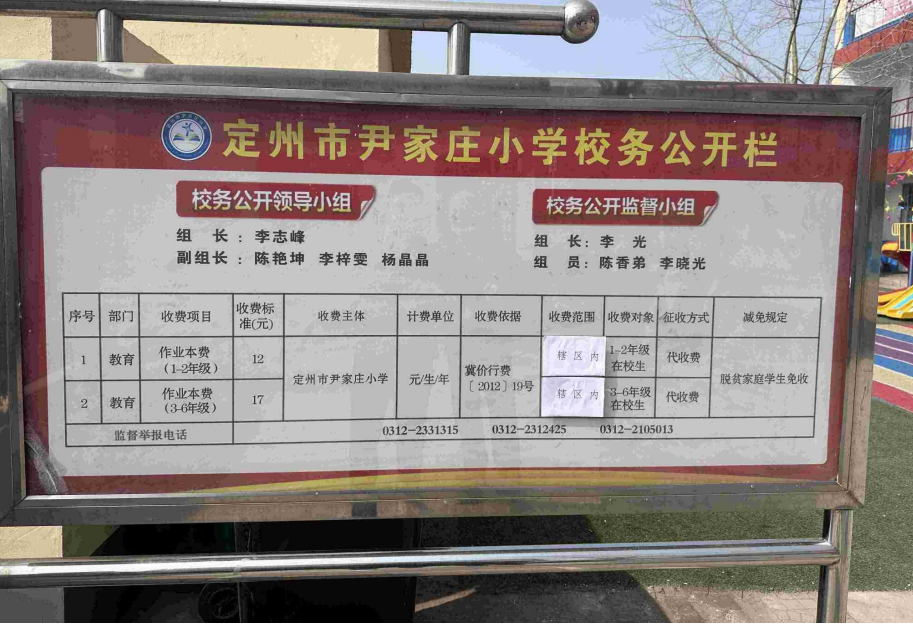 定州市尹家庄小学校务公开栏
校务公开领导小组
组 长：李志峰
副组长：陈艳坤 李梓雯 杨晶晶
校务公开监督小组
组 长：李 光
组 员：陈香弟 李晓光
序号 部门 收费项目 收费标准(元) 收费主体 计费单位 收费依据 收费范围 收费对象 征收方式 减免规定
1 教育 作业本费(1-2年级) 12 定州市尹家庄小学 元/生/年 冀价行费〔2012〕19号 辖区内 1-2年级在校生 代收费 脱贫家庭学生免收
2 教育 作业本费(3-6年级) 17 辖区内 3-6年级在校生 代收费
监督举报电话 0312-2331315 0312-2312425 0312-2105013